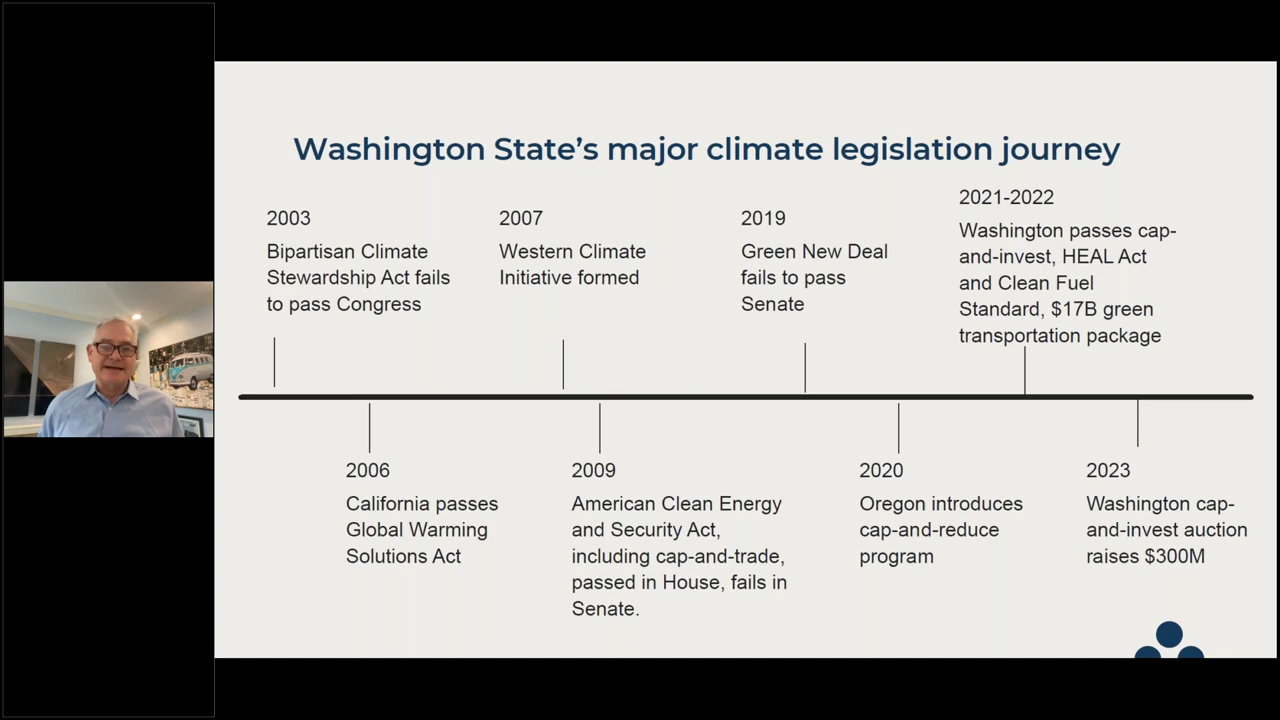 Washington State's major climate legislation journey
2003
Bipartisan Climate
Stewardship Act fails
to pass Congress
2007
Western Climate
Initiative formed
2019
Green New Deal
fails to pass
Senate
2021-2022
Washington passes cap-
and-invest, HEAL Act
and Clean Fuel
Standard, $17B green
transportation package
2006
California passes
Global Warming
Solutions Act
2009
American Clean Energy
and Security Act,
including cap-and-trade,
passed in House, fails in
Senate.
2020
Oregon introduces
cap-and-reduce
program
2023
Washington cap-
and-invest auction
raises $300M